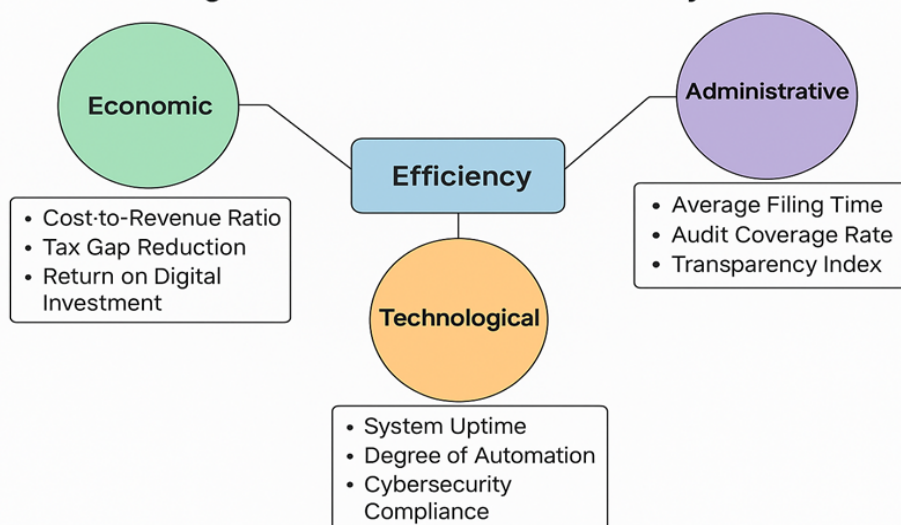 Economic
• Cost-to-Revenue Ratio
• Tax Gap Reduction
• Return on Digital
Investment
Efficiency
Administrative
• Average Filing Time
• Audit Coverage Rate
• Transparency Index
Technological
• System Uptime
• Degree of Automation
• Cybersecurity
Compliance